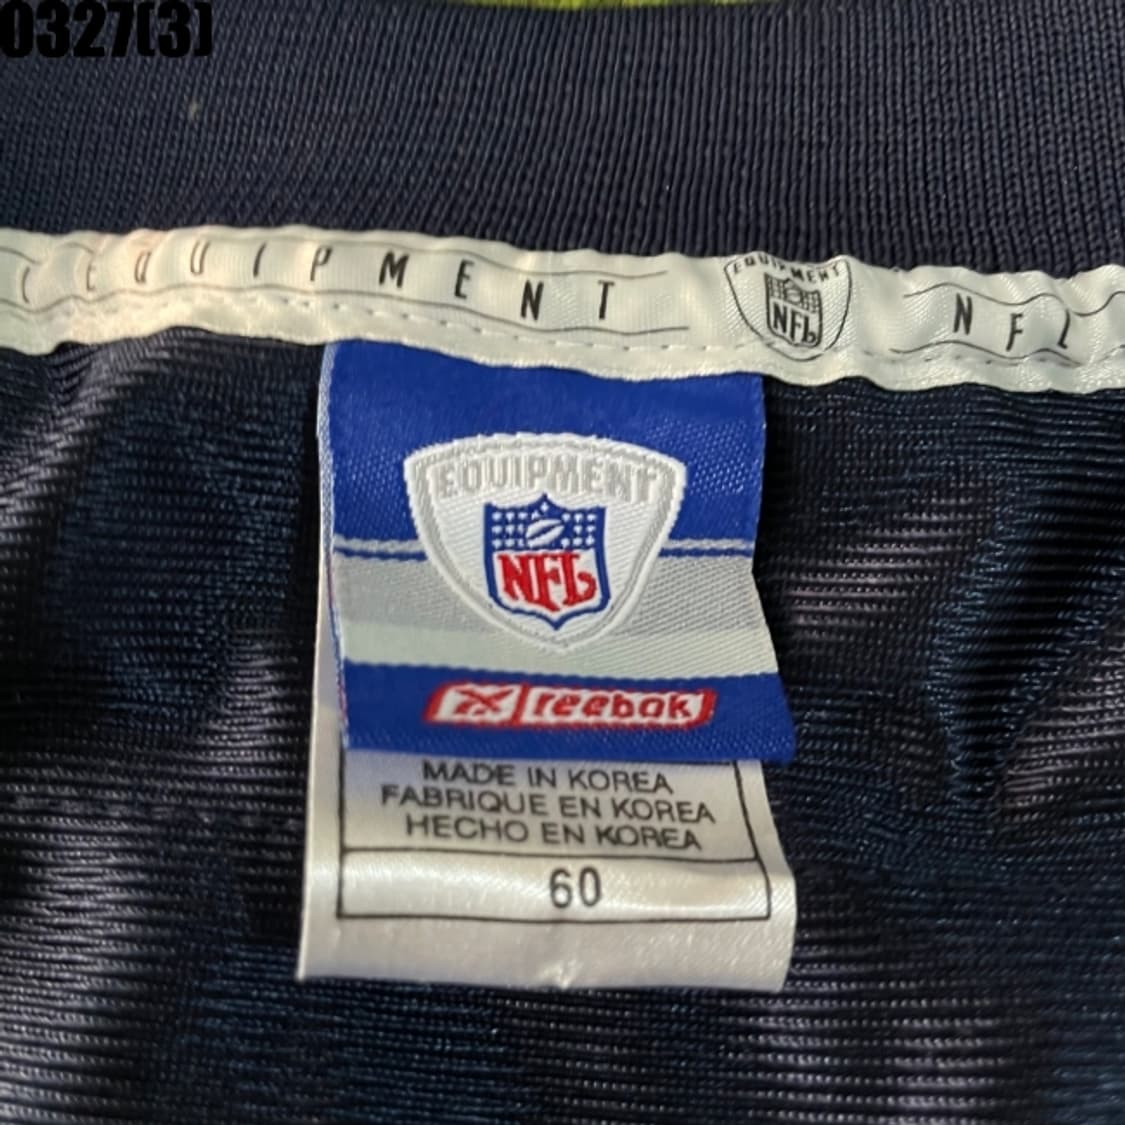 0327(3)
EQUIPMENT
EQUIPMENT
NFL
NFL
EQUIPMENT
NFL
Reebok
MADE IN KOREA
FABRIQUE EN KOREA
HECHO EN KOREA
60